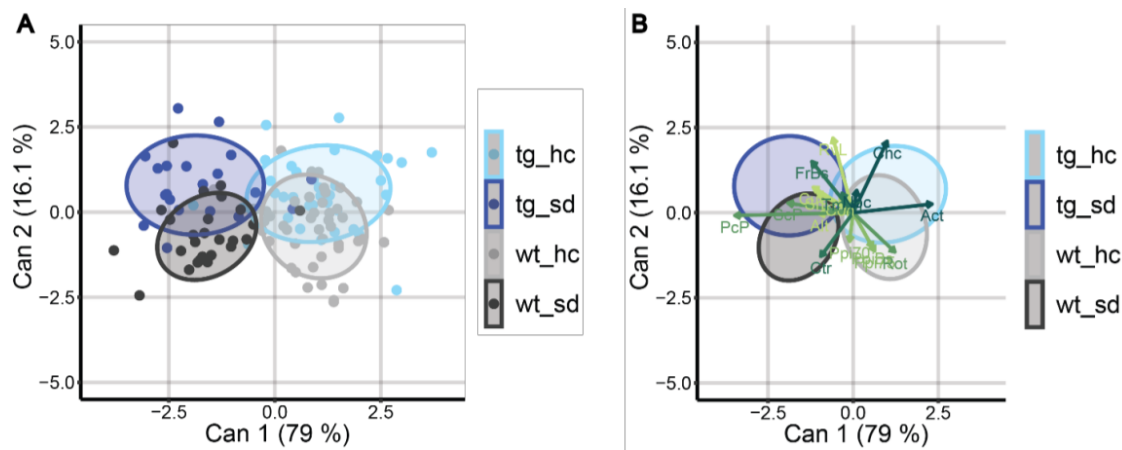 A
B
5.0
2.5
0.0
−2.5
−5.0
Can 2 (16.1 %)
−2.5
0.0
2.5
Can 1 (79 %)
tg_hc
tg_sd
wt_hc
wt_sd
5.0
2.5
0.0
−2.5
−5.0
Can 2 (16.1 %)
FrBs
Act
PcP
Ctr
Rot
−2.5
0.0
2.5
Can 1 (79 %)
tg_hc
tg_sd
wt_hc
wt_sd